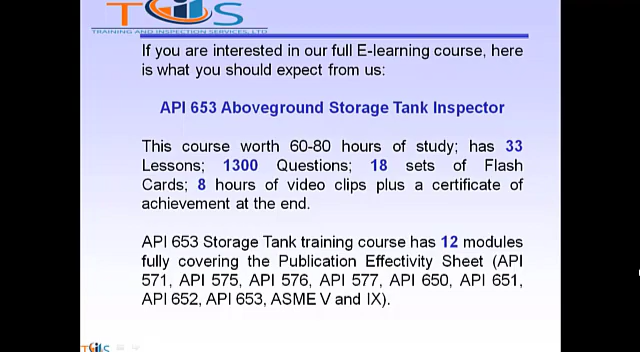 TIS
TRAINING AND INSPECTION SERVICES, LTD
If you are interested in our full E-learning course, here
is what you should expect from us:
API 653 Aboveground Storage Tank Inspector
This course worth 60-80 hours of study; has 33
Lessons; 1300 Questions; 18 sets of Flash
Cards; 8 hours of video clips plus a certificate of
achievement at the end.
API 653 Storage Tank training course has 12 modules
fully covering the Publication Effectivity Sheet (API
571, API 575, API 576, API 577, API 650, API 651,
API 652, API 653, ASME V and IX).
TIS